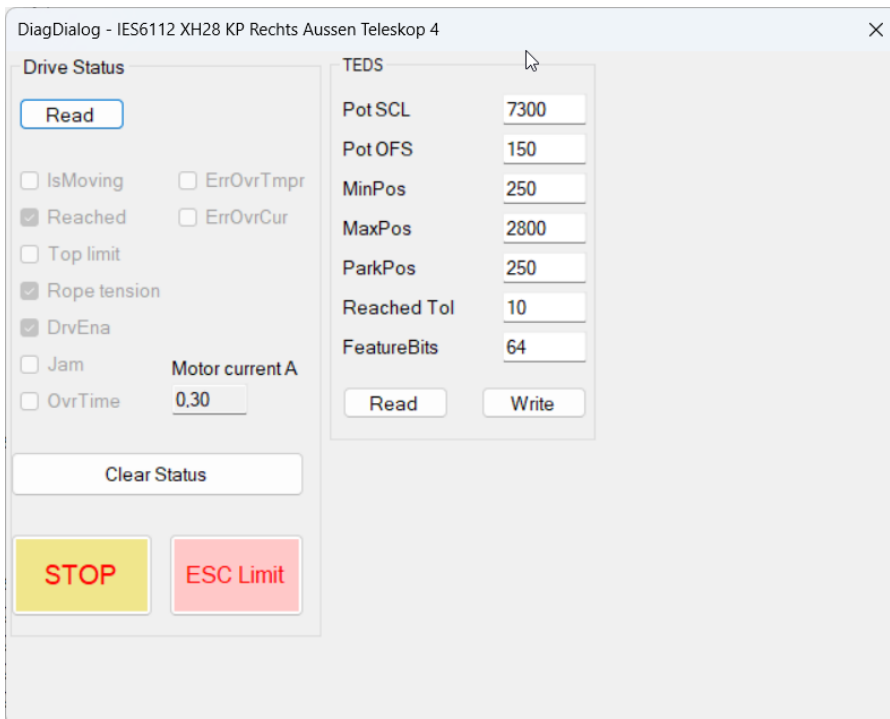 DiagDialog - IES6112 XH28 KP Rechts Aussen Teleskop 4
Drive Status
Read
IsMoving
ErrOvrTmpr
Reached
ErrOvrCur
Top limit
Rope tension
DrvEna
Jam
Motor current A
OvrTime
0,30
Clear Status
STOP
ESC Limit
TEDS
Pot SCL 7300
Pot OFS 150
MinPos 250
MaxPos 2800
ParkPos 250
Reached Tol 10
FeatureBits 64
Read
Write